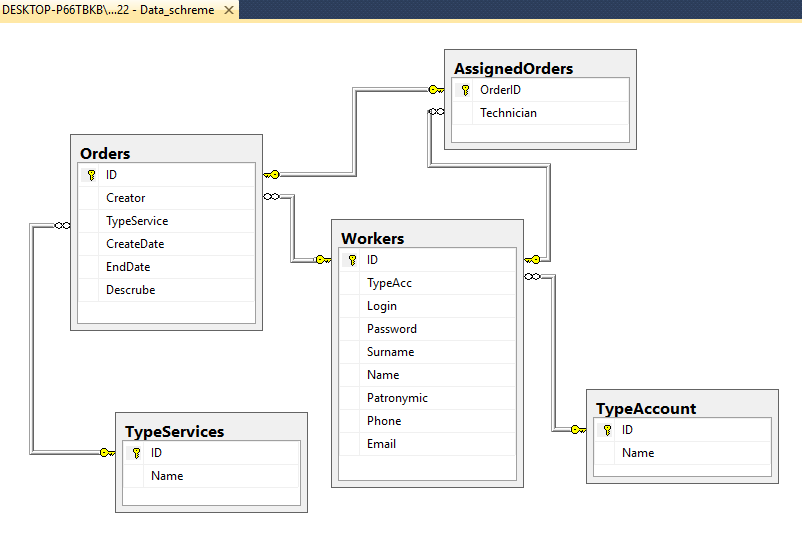 DESKTOP-P66TBKB\...22 - Data_schreme
AssignedOrders
OrderID
Technician
Orders
ID
Creator
TypeService
CreateDate
EndDate
Descrube
Workers
ID
TypeAcc
Login
Password
Surname
Name
Patronymic
Phone
Email
TypeAccount
ID
Name
TypeServices
ID
Name